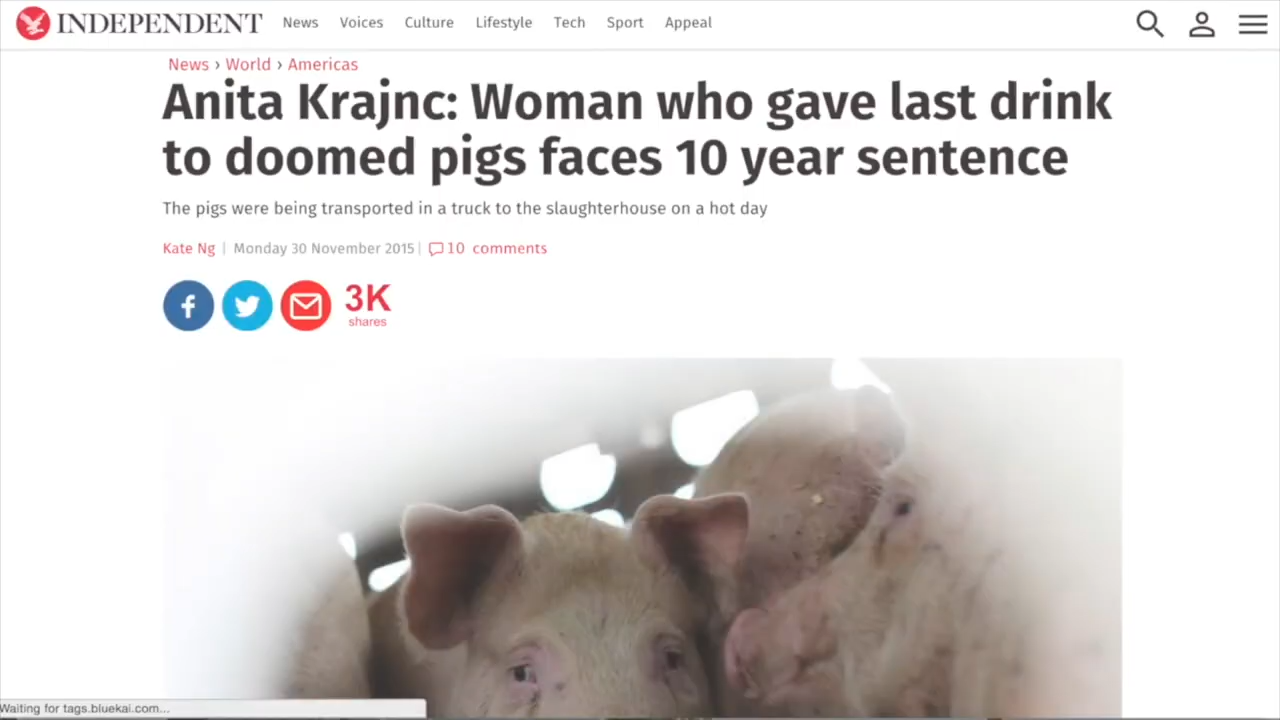 INDEPENDENT News Voices Culture Lifestyle Tech Sport Appeal
News › World › Americas
Anita Krajnc: Woman who gave last drink
to doomed pigs faces 10 year sentence
The pigs were being transported in a truck to the slaughterhouse on a hot day
Kate Ng | Monday 30 November 2015 | 10 comments
f 3K
shares
Waiting for tags.bluekai.com...